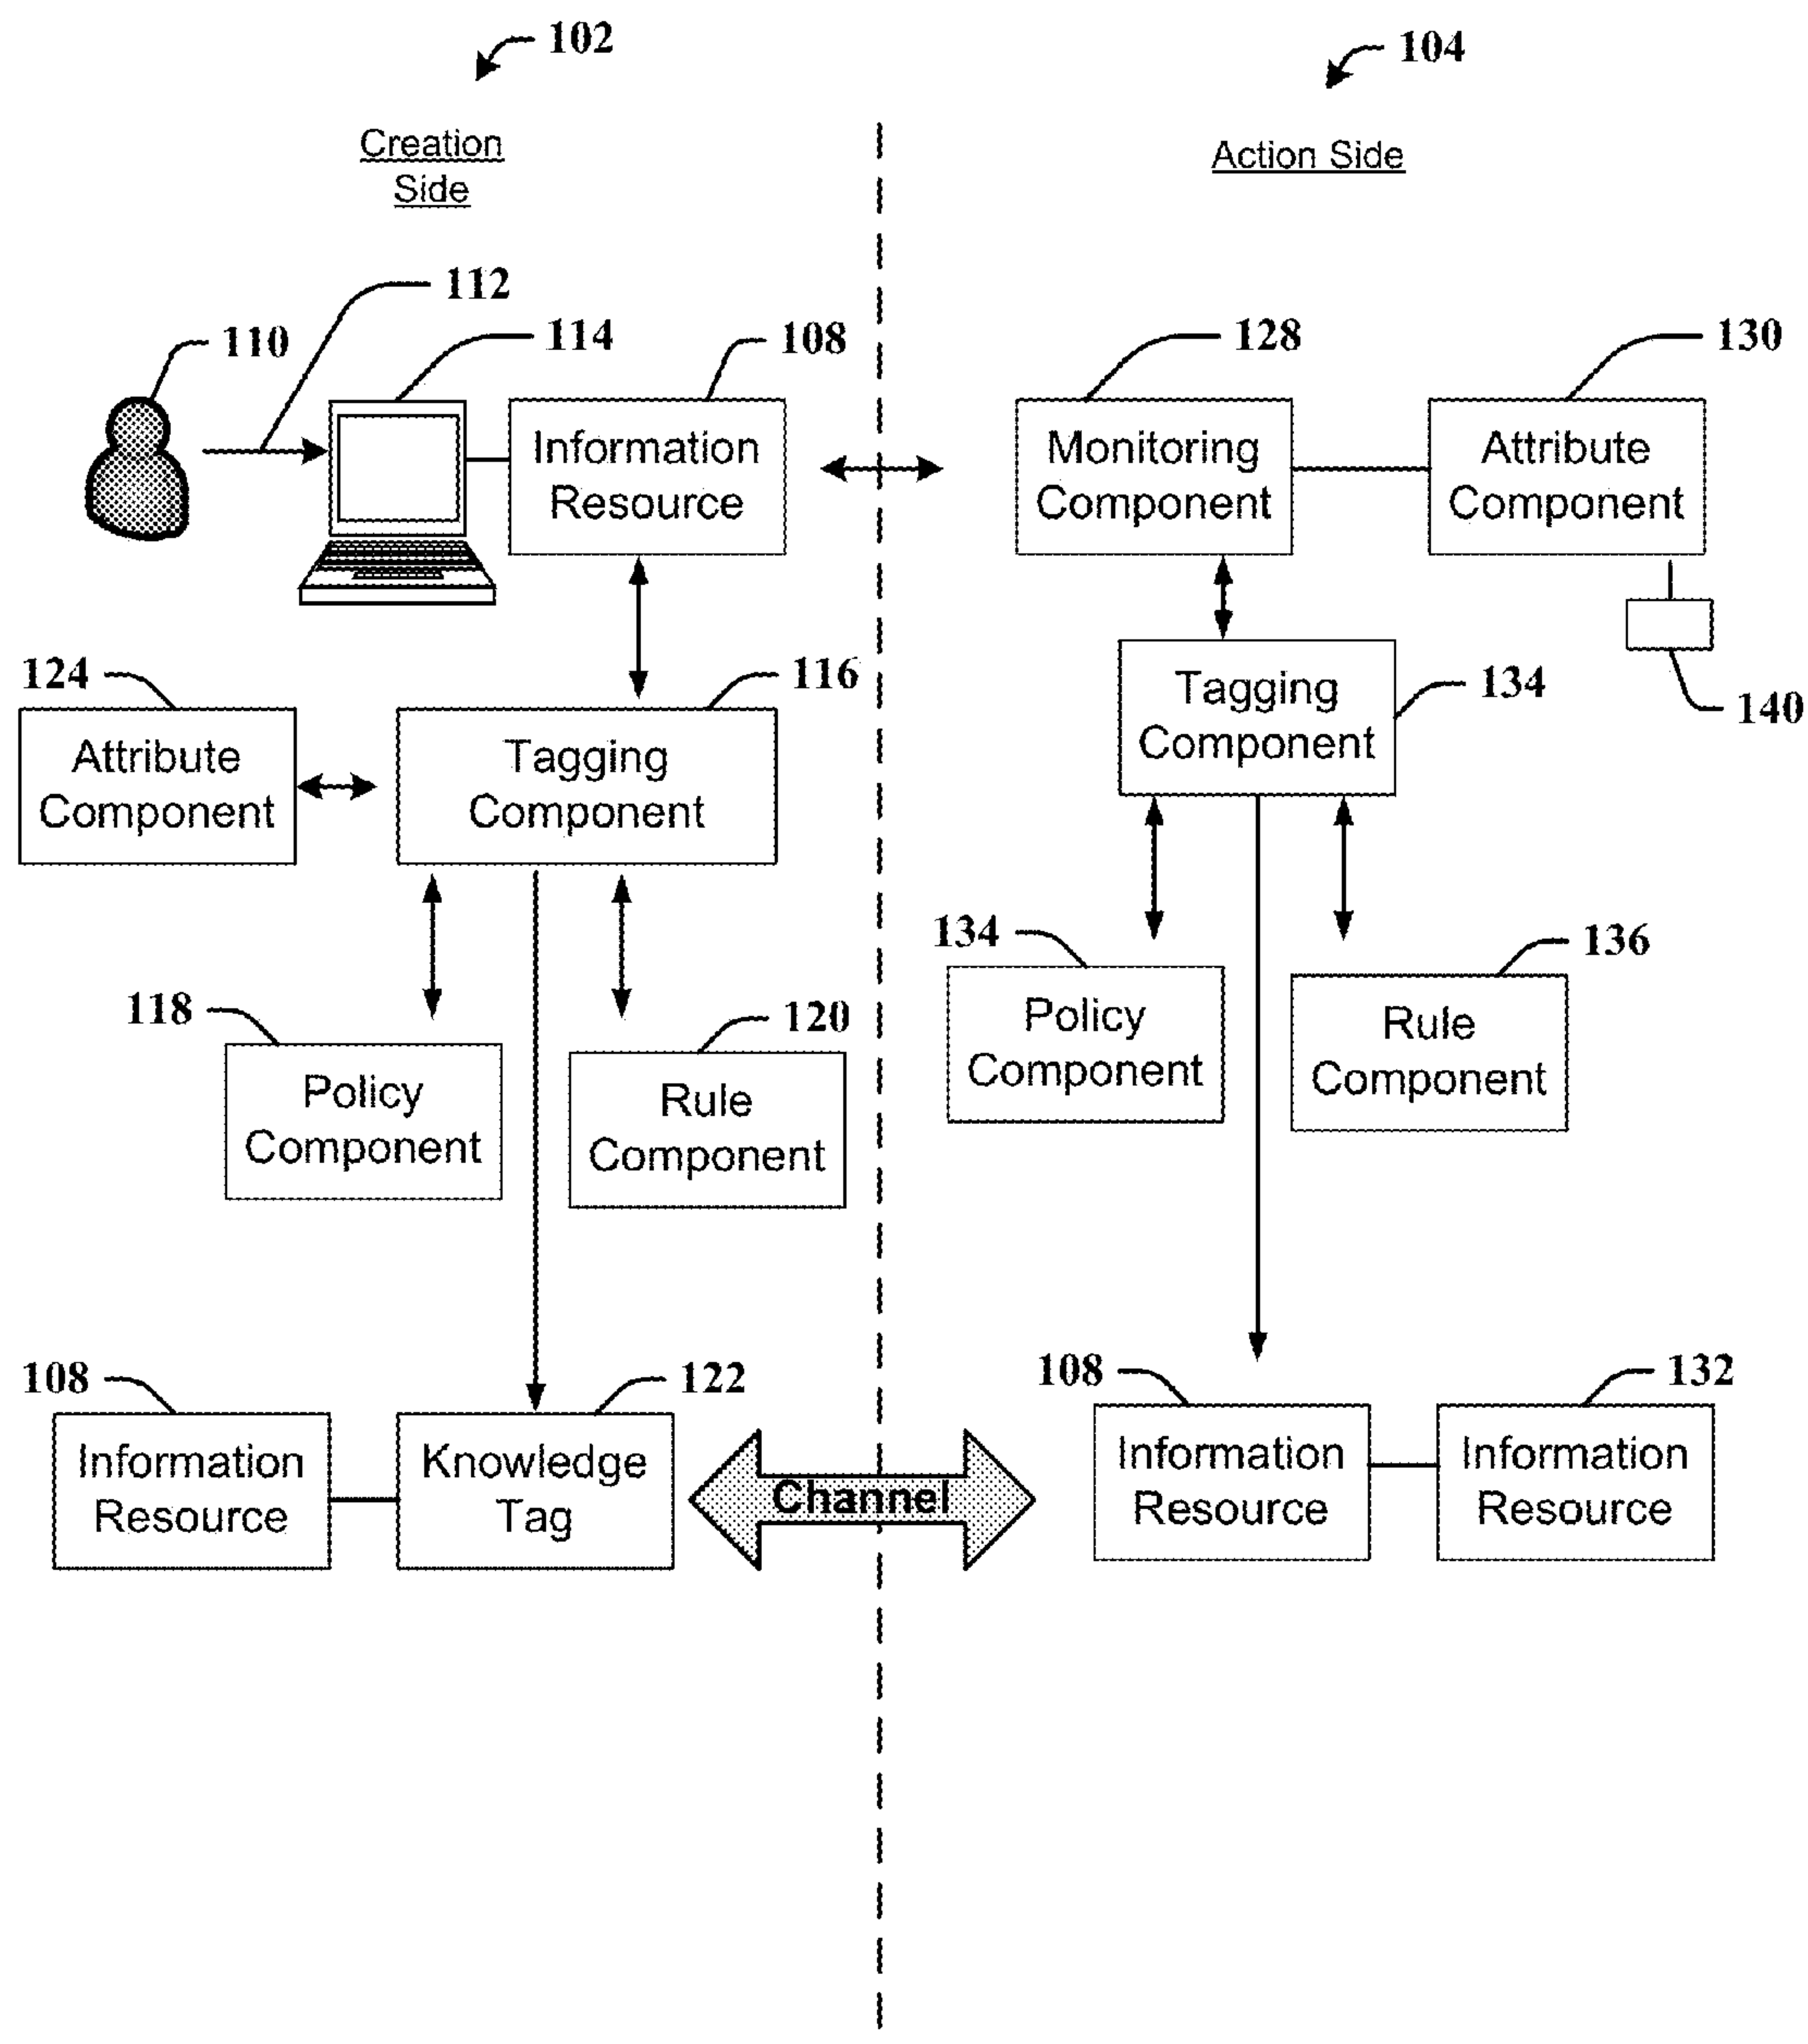 102
104
Creation
Side
Action Side
112
110
114
108
128
130
Information
Resource
Monitoring
Component
Attribute
Component
124
116
134
140
Attribute
Component
Tagging
Component
Tagging
Component
134
136
118
120
Policy
Component
Rule
Component
Policy
Component
Rule
Component
108
122
108
132
Information
Resource
Knowledge
Tag
Channel
Information
Resource
Information
Resource